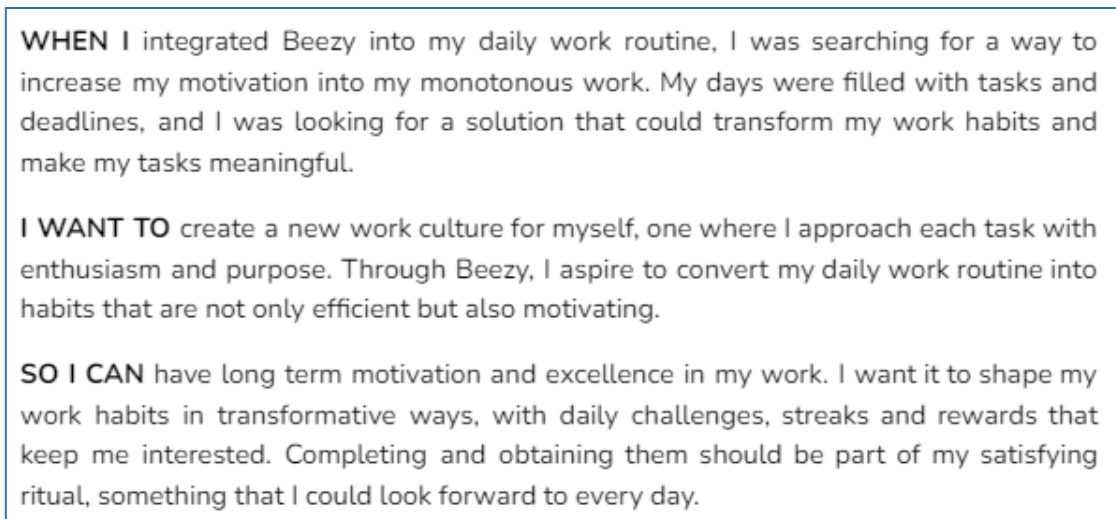 WHEN I integrated Beezy into my daily work routine, I was searching for a way to
increase my motivation into my monotonous work. My days were filled with tasks and
deadlines, and I was looking for a solution that could transform my work habits and
make my tasks meaningful.
I WANT TO create a new work culture for myself, one where I approach each task with
enthusiasm and purpose. Through Beezy, I aspire to convert my daily work routine into
habits that are not only efficient but also motivating.
SO I CAN have long term motivation and excellence in my work. I want it to shape my
work habits in transformative ways, with daily challenges, streaks and rewards that
keep me interested. Completing and obtaining them should be part of my satisfying
ritual, something that I could look forward to every day.